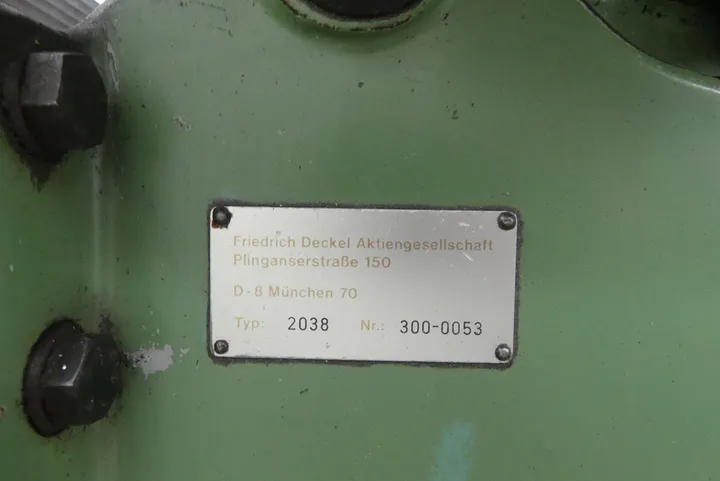 Friedrich Deckel Aktiengesellschaft
Plinganserstraße 150
D-8 München 70
Typ: 2038 Nr.: 300-0053